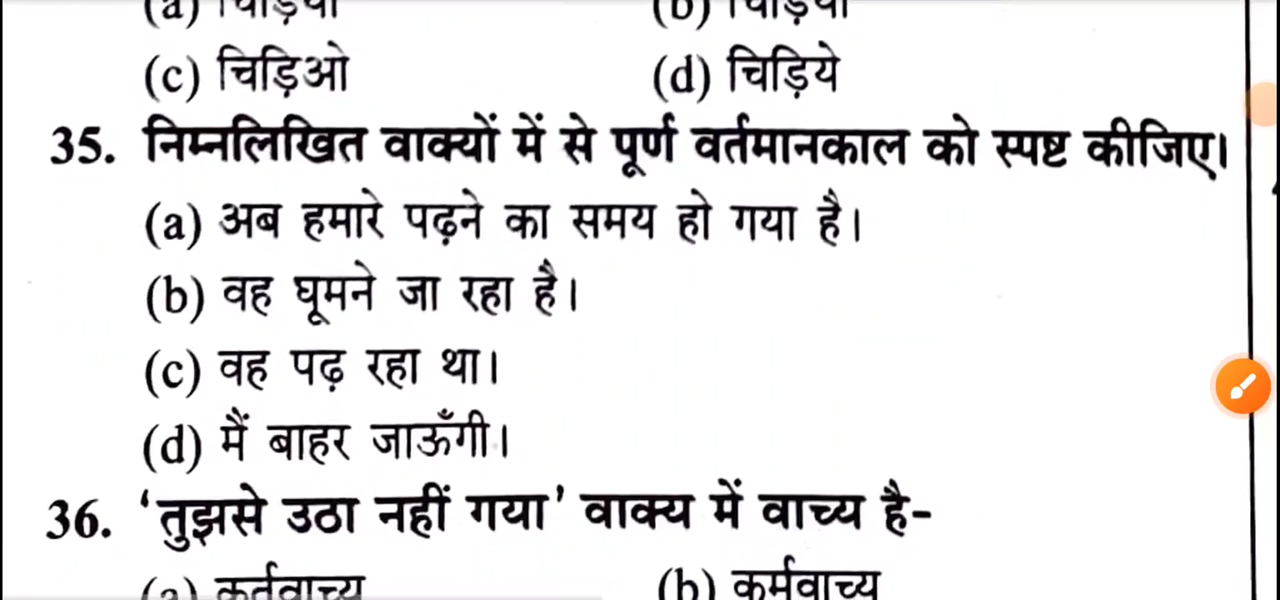 (c) चिड़िओ (d) चिड़िये
35. निम्नलिखित वाक्यों में से पूर्ण वर्तमानकाल को स्पष्ट कीजिए।
(a) अब हमारे पढ़ने का समय हो गया है।
(b) वह घूमने जा रहा है।
(c) वह पढ़ रहा था।
(d) मैं बाहर जाऊँगी।
36. ‘तुझसे उठा नहीं गया’ वाक्य में वाच्य है-
(a) कर्तृवाच्य (b) कर्मवाच्य